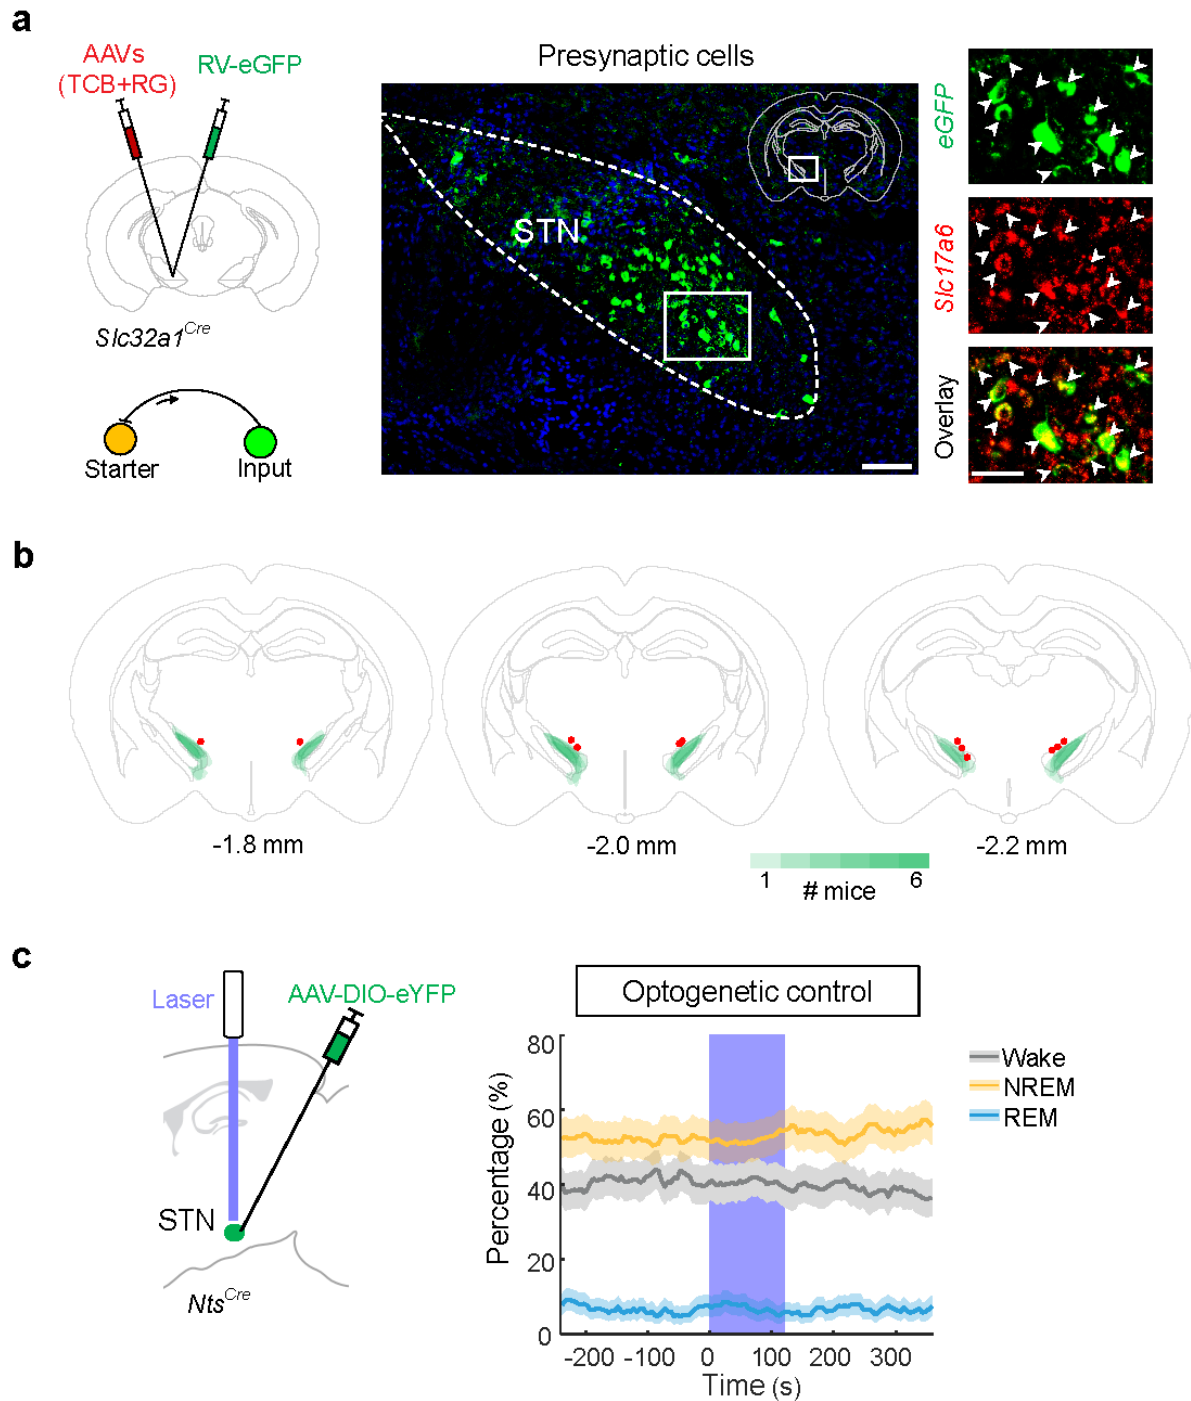 a
AAVs
(TCB+RG)
RV-eGFP
Slc32a1Cre
Starter
Input
Presynaptic cells
STN
eGFP
Slc17a6
Overlay
b
-1.8 mm
-2.0 mm
-2.2 mm
1
6
# mice
c
Laser
AAV-DIO-eYFP
STN
NtsCre
Optogenetic control
Percentage (%)
80
60
40
20
0
-200 -100 0 100 200 300
Time (s)
Wake
NREM
REM